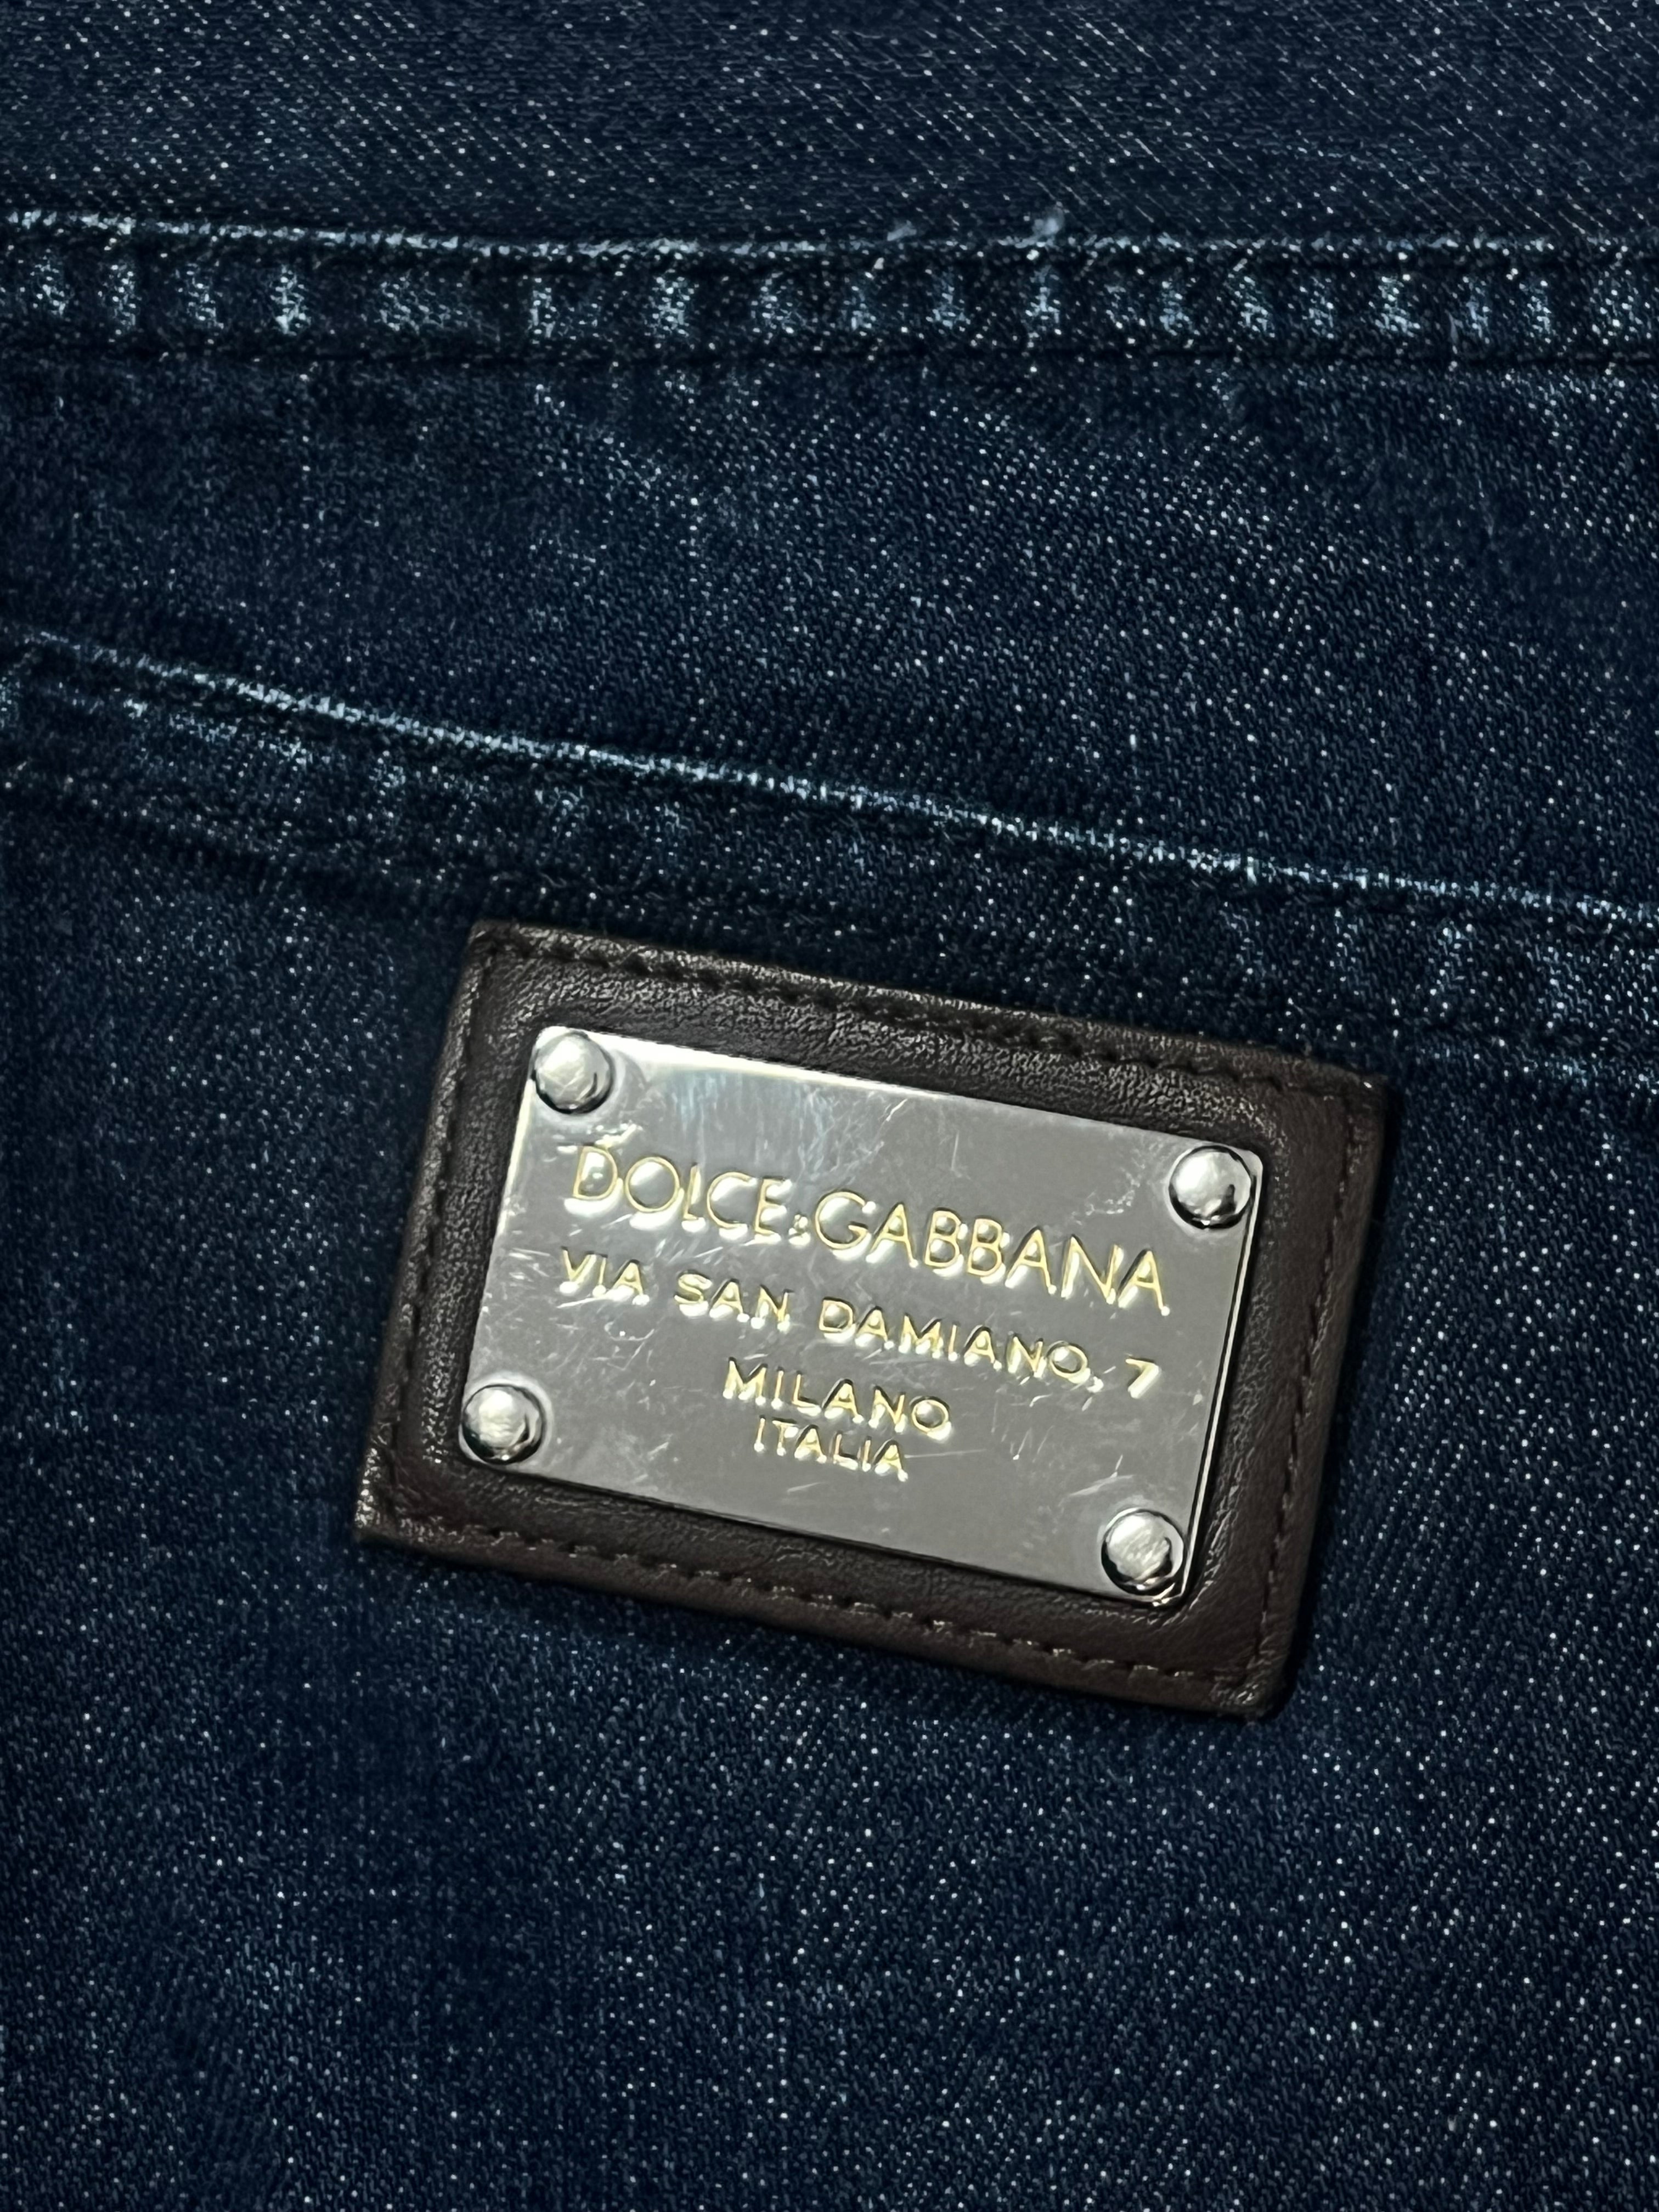 DOLCE&GABBANA
VIA SAN DAMIANO, 7
MILANO
ITALIA